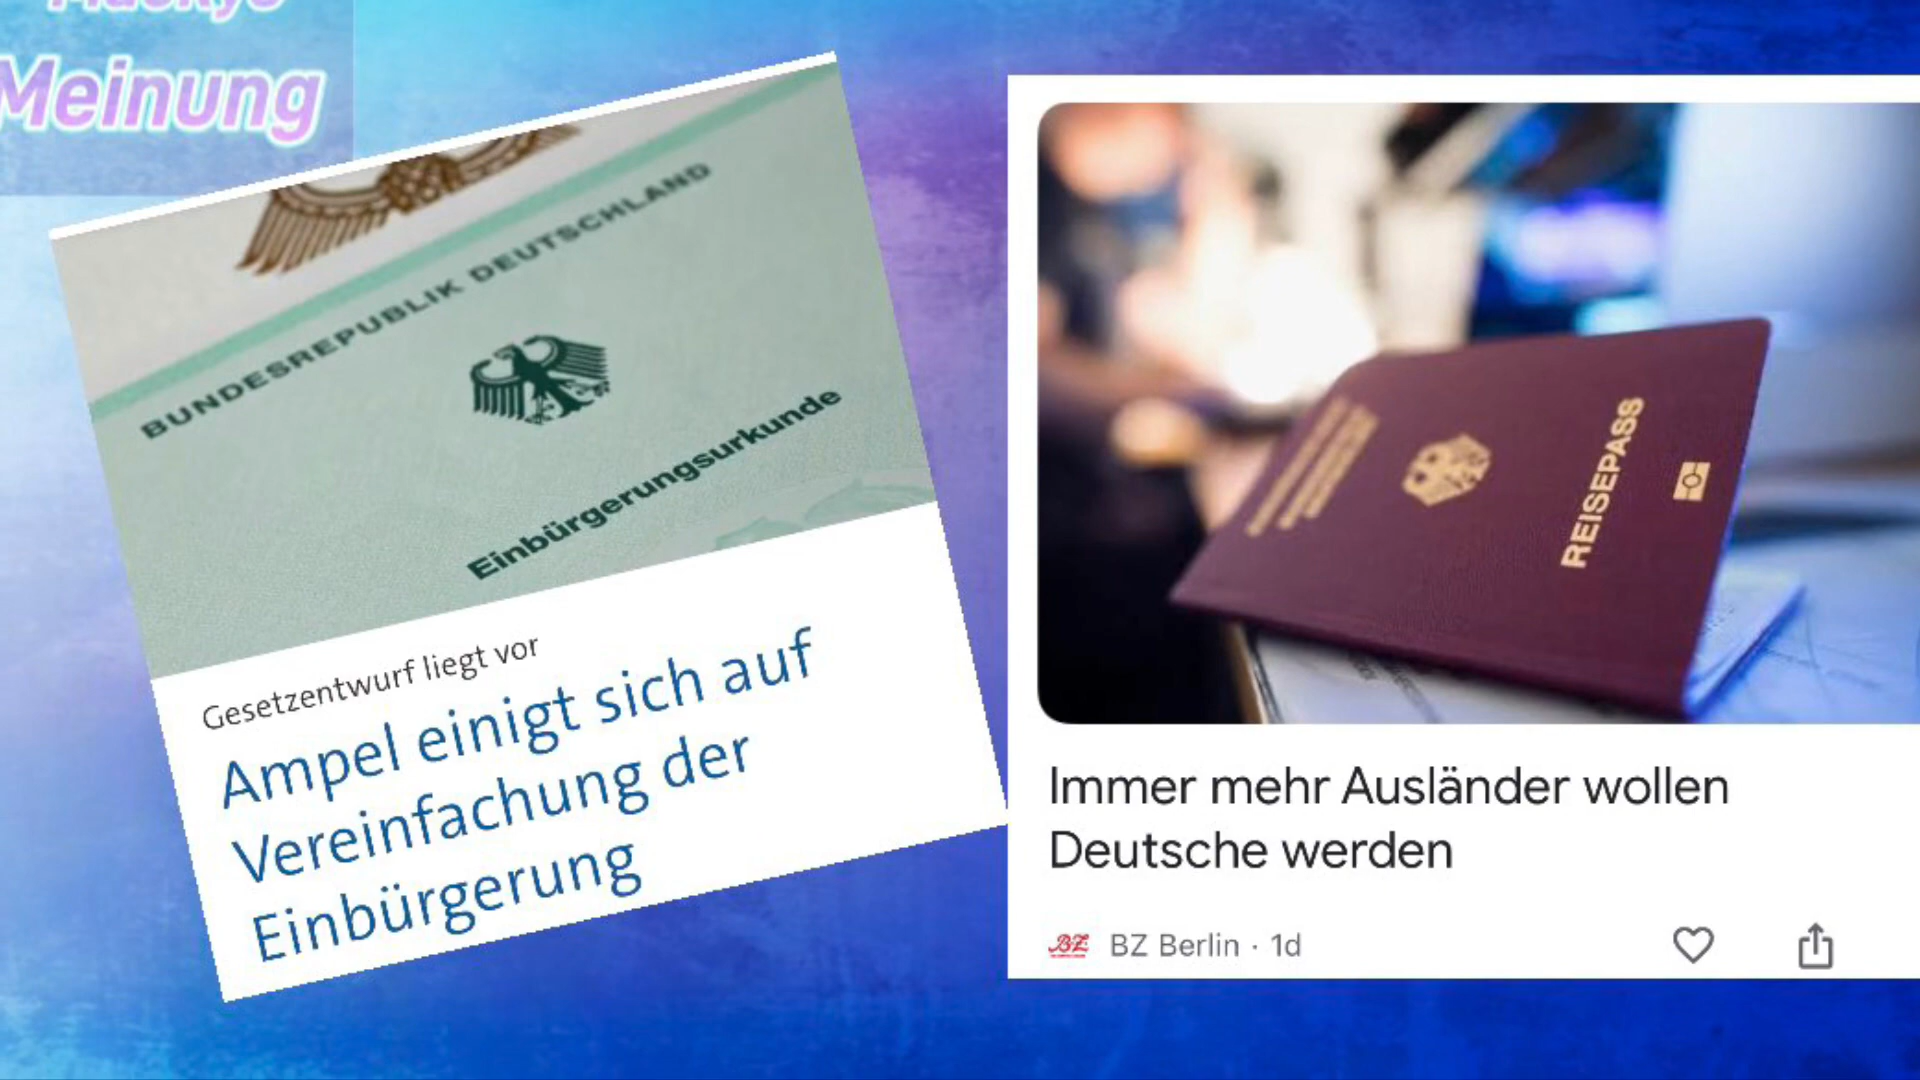 Meinung
BUNDESREPUBLIK DEUTSCHLAND
Einbürgerungsurkunde
Gesetzentwurf liegt vor
Ampel einigt sich auf
Vereinfachung der
Einbürgerung
REISEPASS
Immer mehr Ausländer wollen
Deutsche werden
BZ BZ Berlin · 1d